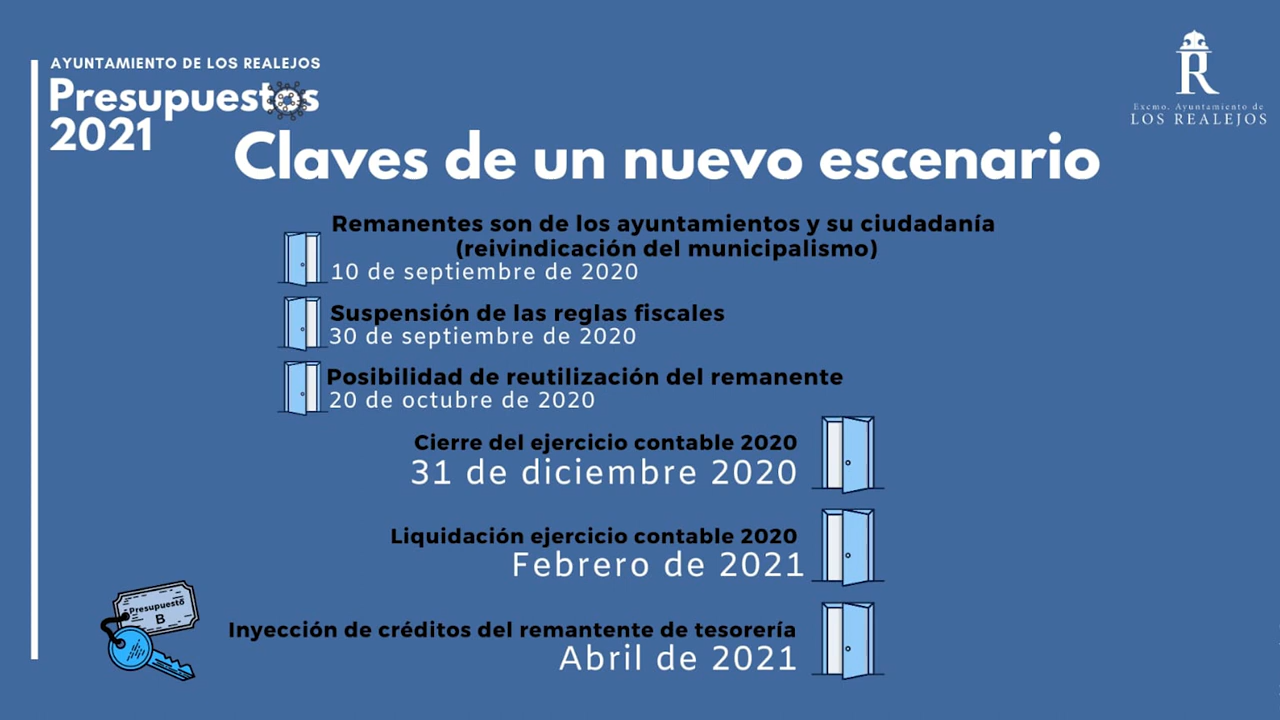 AYUNTAMIENTO DE LOS REALEJOS
Presupuestos
2021
Excmo. Ayuntamiento de
LOS REALEJOS
Claves de un nuevo escenario
Remanentes son de los ayuntamientos y su ciudadanía
(reivindicación del municipalismo)
10 de septiembre de 2020
Suspensión de las reglas fiscales
30 de septiembre de 2020
Posibilidad de reutilización del remanente
20 de octubre de 2020
Cierre del ejercicio contable 2020
31 de diciembre 2020
Liquidación ejercicio contable 2020
Febrero de 2021
Inyección de créditos del remantente de tesorería
Abril de 2021
Presupuesto
B